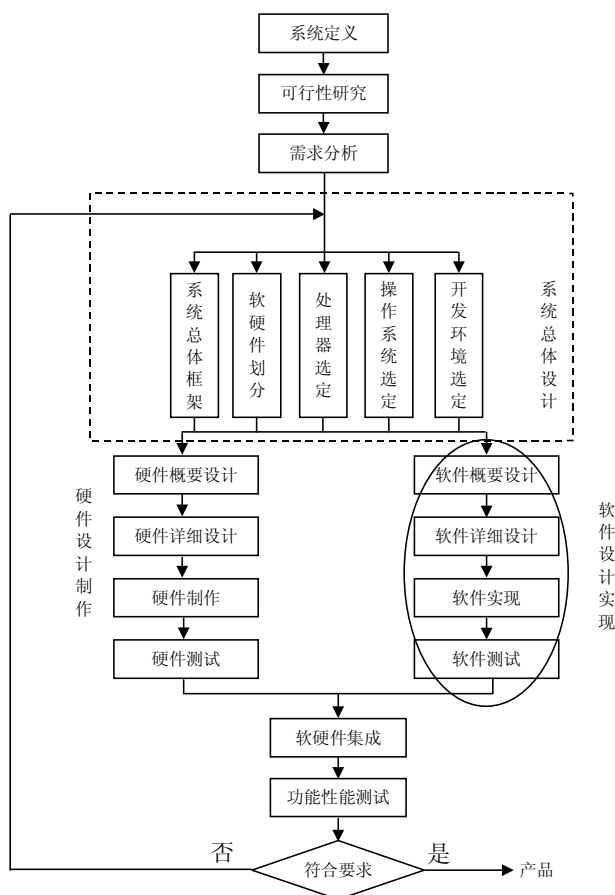 系统定义
可行性研究
需求分析
系统总体框架
软硬件划分
处理器选定
操作系统选定
开发环境选定
系统总体设计
硬件设计制作
硬件概要设计
硬件详细设计
硬件制作
硬件测试
软件概要设计
软件详细设计
软件实现
软件测试
软件设计实现
软硬件集成
功能性能测试
否
符合要求
是
产品